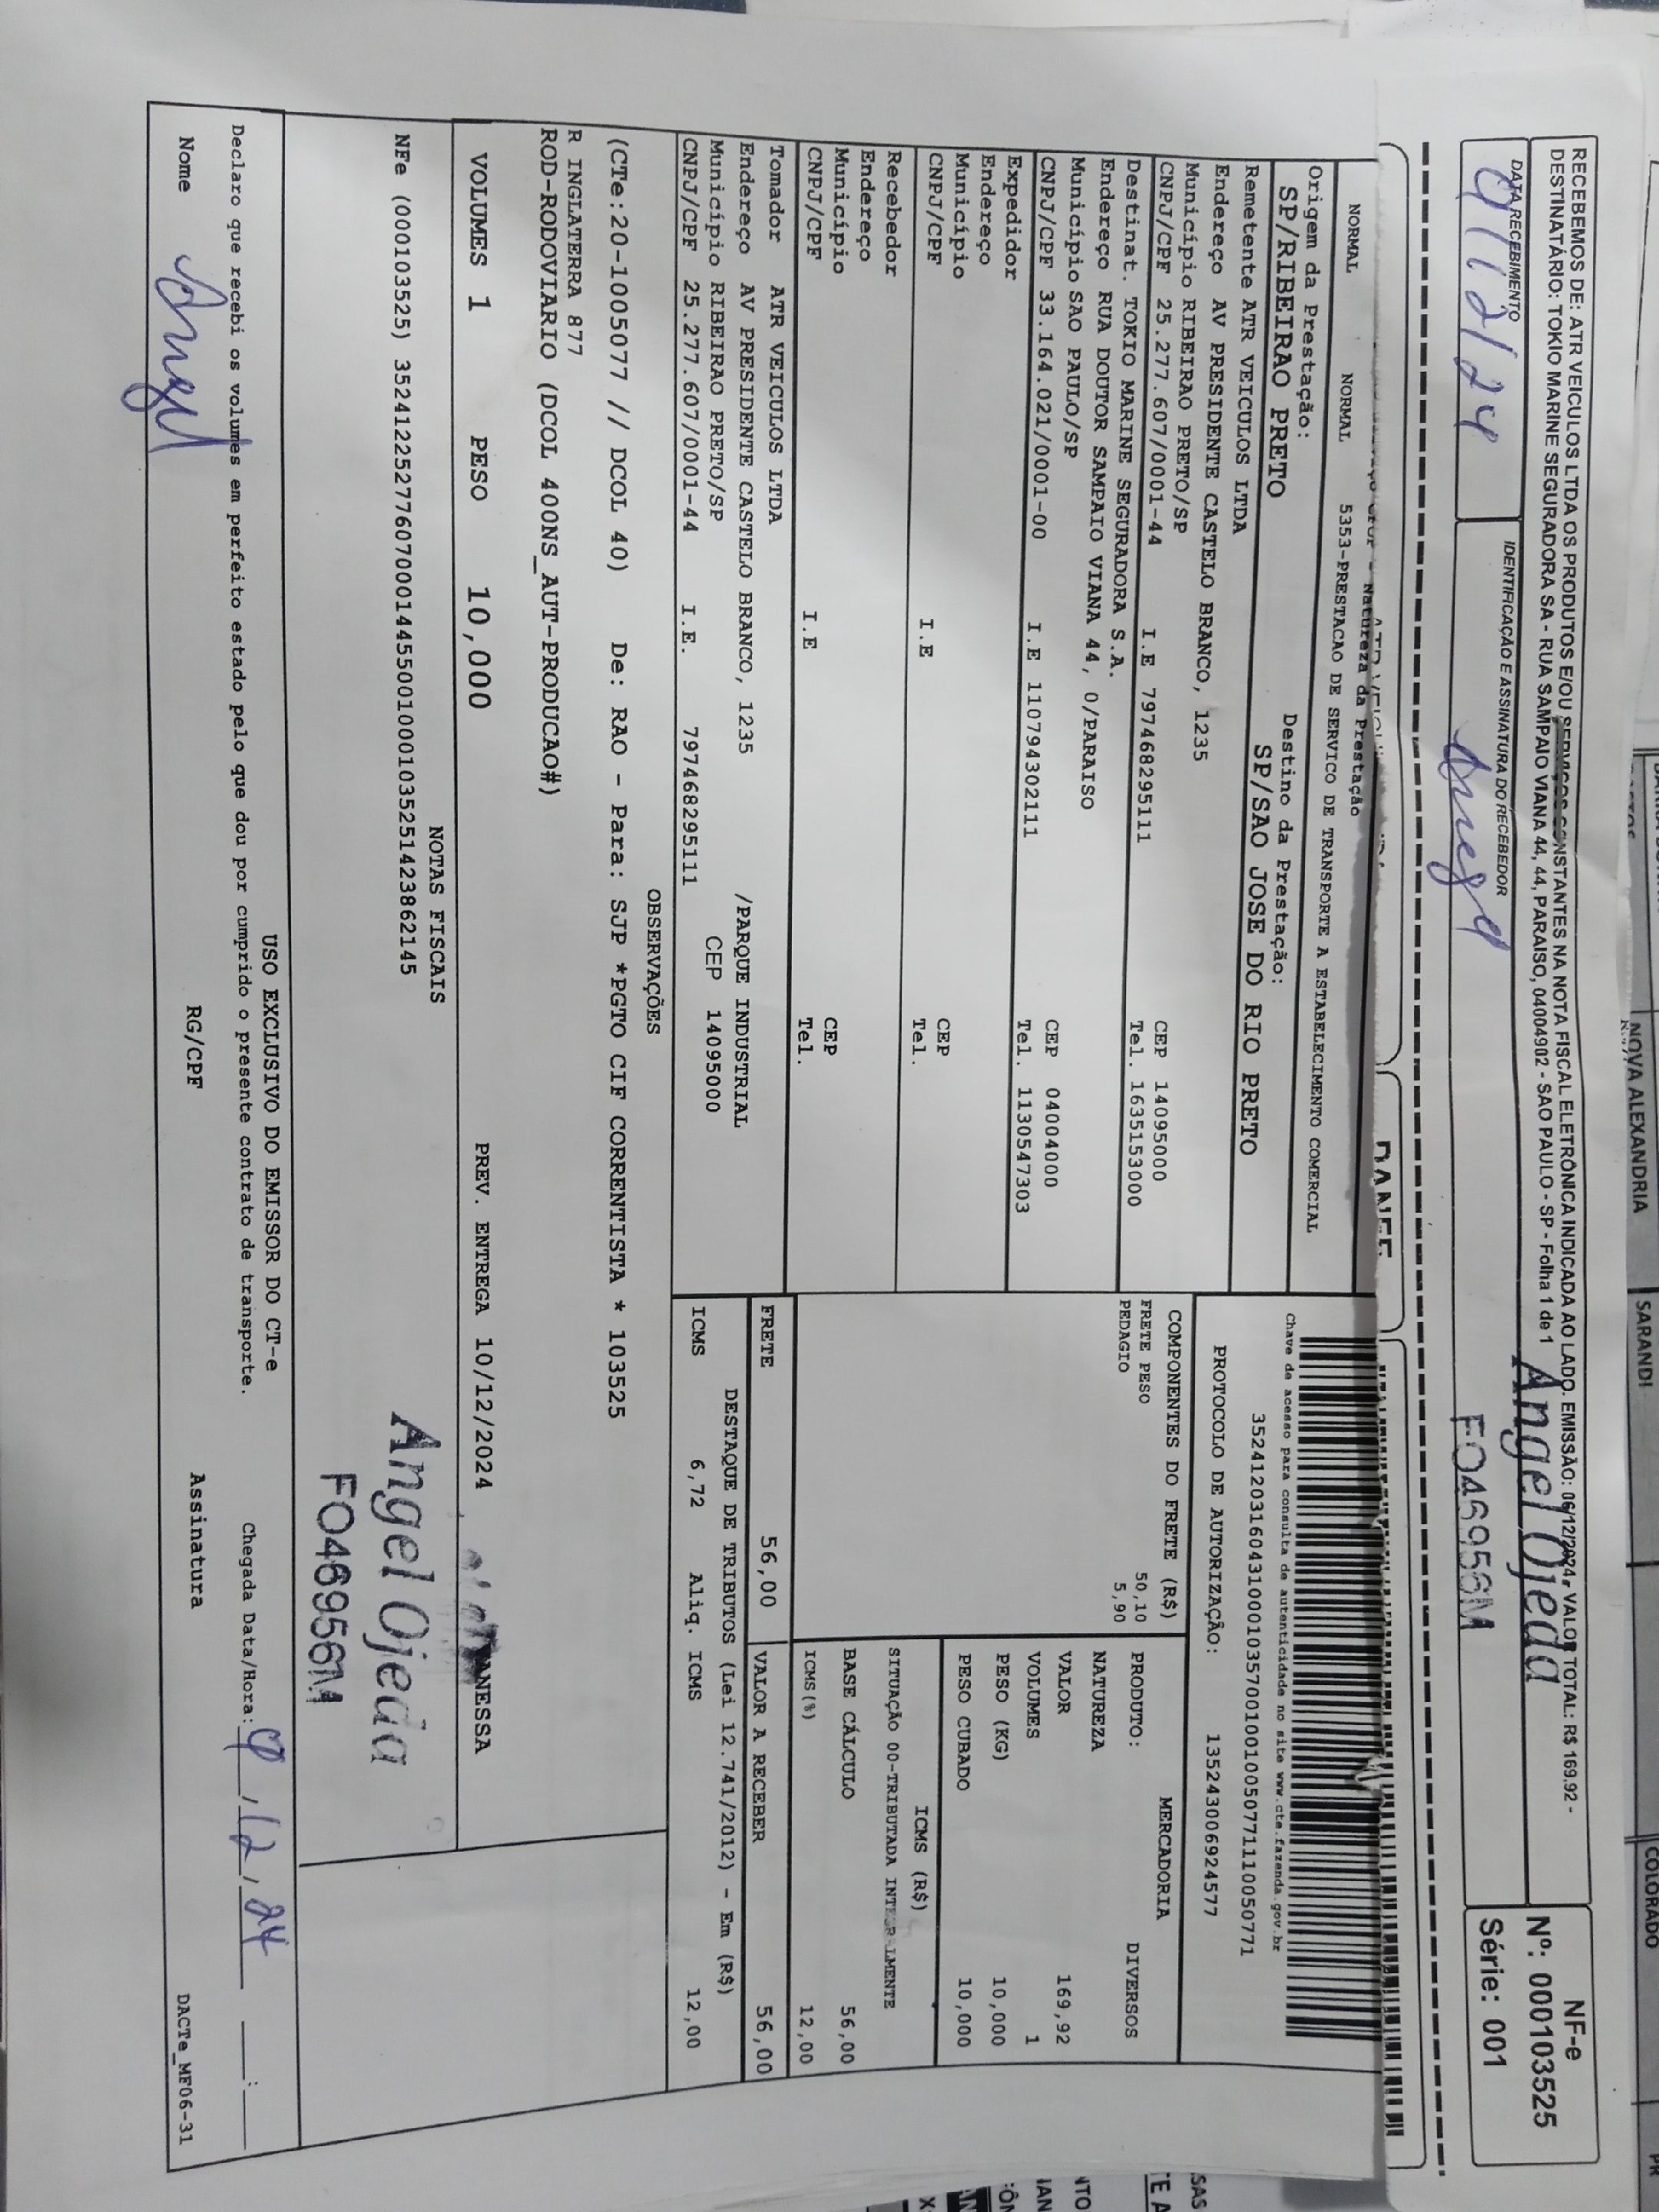 RECEBEMOS DE: ATR VEICULOS LTDA OS PRODUTOS E/OU SERVIÇOS CONSTANTES NA NOTA FISCAL ELETRÔNICA INDICADA AO LADO. EMISSÃO: 06/12/2024, VALOR TOTAL: R$ 169.92 -
DESTINATÁRIO: TOKIO MARINE SEGURADORA SA - RUA SAMPAIO VIANA 44, 44, PARAISO, 04004902 - SAO PAULO - SP - Folha 1 de 1
Angel Ojeda
F046956M
NF-e
Nº: 000103525
Série: 001
DATA RECEBIMENTO
IDENTIFICAÇÃO E ASSINATURA DO RECEBEDOR
9/12/24
Angel
DANFE
Natureza da Prestação
NORMAL NORMAL 5353-PRESTACAO DE SERVICO DE TRANSPORTE A ESTABELECIMENTO COMERCIAL
Origem da Prestação: Destino da Prestação:
SP/RIBEIRAO PRETO SP/SAO JOSE DO RIO PRETO
Chave de acesso para consulta de autenticidade no site www.cte.fazenda.gov.br
PROTOCOLO DE AUTORIZAÇÃO: 135243006924577
Remetente ATR VEICULOS LTDA
Endereço AV PRESIDENTE CASTELO BRANCO, 1235
Município RIBEIRAO PRETO/SP CEP 14095000
CNPJ/CPF 25.277.607/0001-44 I.E 797468295111 Tel. 1635153000
Destinat. TOKIO MARINE SEGURADORA S.A.
Endereço RUA DOUTOR SAMPAIO VIANA 44, 0/PARAISO
Município SAO PAULO/SP CEP 04004000
CNPJ/CPF 33.164.021/0001-00 I.E 110794302111 Tel. 1130547303
Expedidor
Endereço
Município CEP
CNPJ/CPF I.E Tel.
Recebedor
Endereço
Município CEP
CNPJ/CPF I.E Tel.
Tomador ATR VEICULOS LTDA
Endereço AV PRESIDENTE CASTELO BRANCO, 1235 /PARQUE INDUSTRIAL
Município RIBEIRAO PRETO/SP CEP 14095000
CNPJ/CPF 25.277.607/0001-44 I.E. 797468295111
COMPONENTES DO FRETE (R$)
FRETE PESO 50,10
PEDAGIO 5,90
MERCADORIA
PRODUTO: DIVERSOS
NATUREZA
VALOR 169,92
VOLUMES 1
PESO (KG) 10,000
PESO CUBADO 10,000
ICMS (R$)
SITUAÇÃO 00-TRIBUTADA INTEGRALMENTE
BASE CÁLCULO 56,00
ICMS(%) 12,00
FRETE 56,00 VALOR A RECEBER 56,00
DESTAQUE DE TRIBUTOS (Lei 12.741/2012) - Em (R$)
ICMS 6,72 Aliq. ICMS 12,00
OBSERVAÇÕES
(CTe:20-1005077 // DCOL 40) De: RAO - Para: SJP *PGTO CIF CORRENTISTA * 103525
R INGLATERRA 877
ROD-RODOVIARIO (DCOL 400NS_AUT-PRODUCAO#)
VOLUMES 1 PESO 10,000 PREV. ENTREGA 10/12/2024
NOTAS FISCAIS
NFe (000103525) 35241225277607000144550010001035251423862145
Angel Ojeda
F046956M
USO EXCLUSIVO DO EMISSOR DO CT-e
Declaro que recebi os volumes em perfeito estado pelo que dou por cumprido o presente contrato de transporte. Chegada Data/Hora: 9,12,24 :
Nome Angel RG/CPF Assinatura
DACTe_MF06-31
NOVA ALEXANDRIA
SARANDI
COLORADO